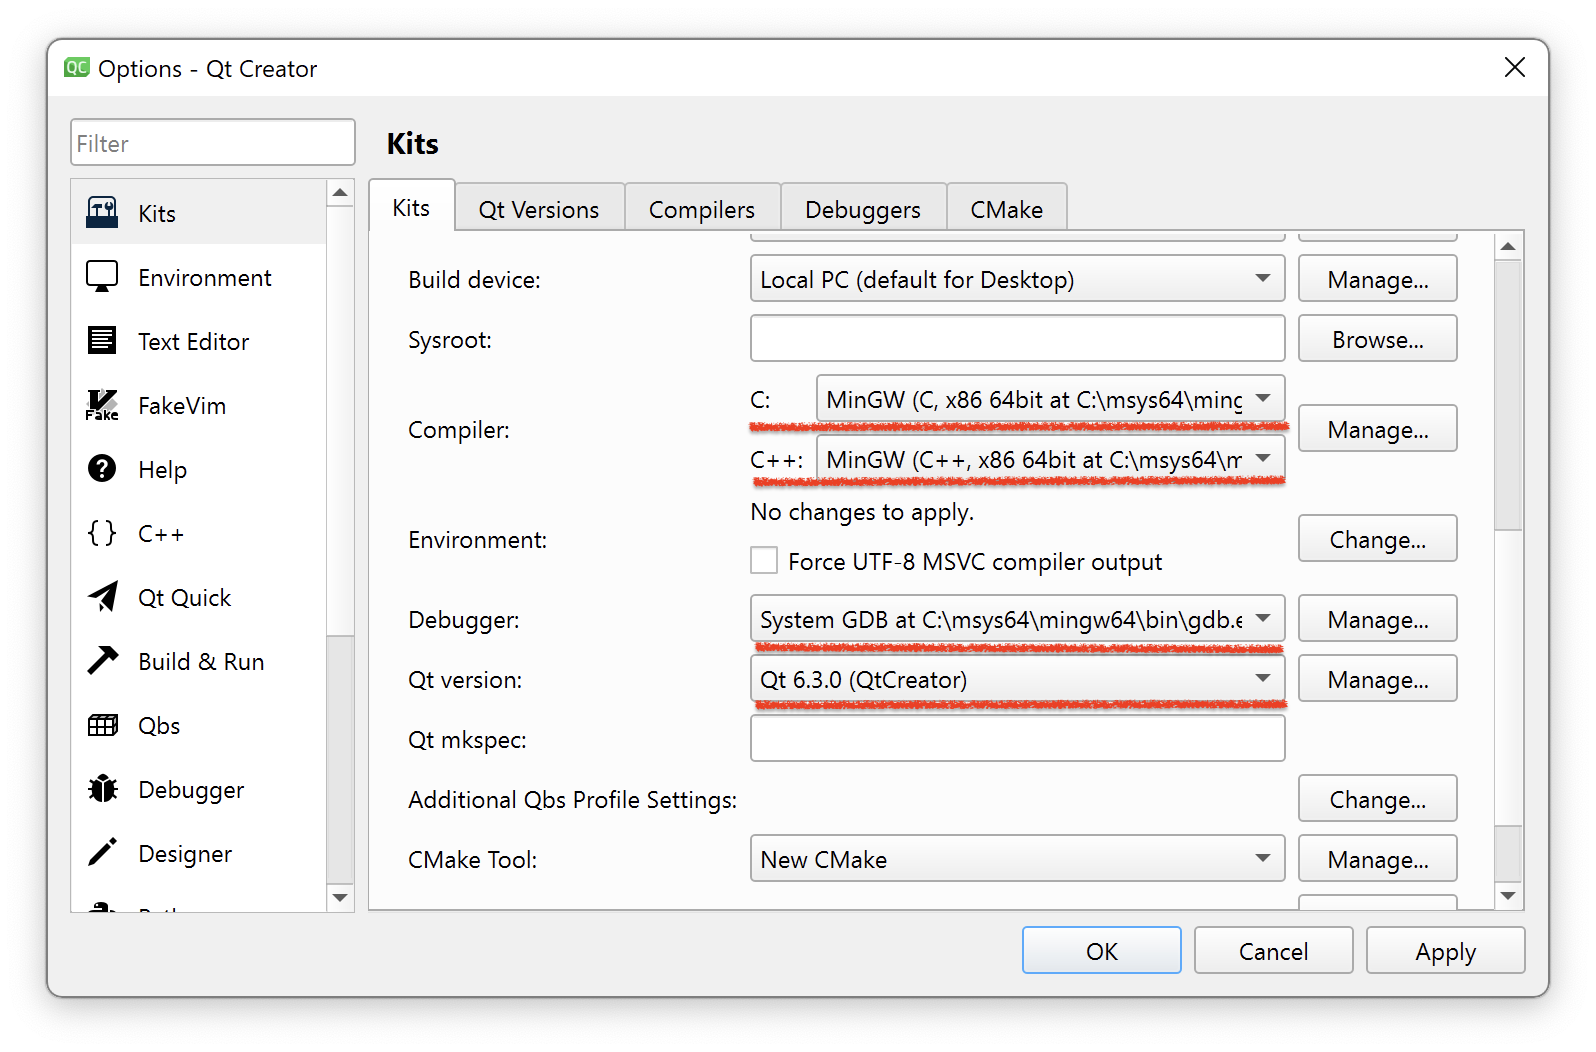 QC Options - Qt Creator
Filter
Kits
Environment
Text Editor
Fake FakeVim
Help
C++
Qt Quick
Build & Run
Qbs
Debugger
Designer
Kits
Kits Qt Versions Compilers Debuggers CMake
Build device: Local PC (default for Desktop) Manage...
Sysroot: Browse...
Compiler: C: MinGW (C, x86 64bit at C:\msys64\ming Manage...
C++: MinGW (C++, x86 64bit at C:\msys64\m
Environment: No changes to apply. Change...
Force UTF-8 MSVC compiler output
Debugger: System GDB at C:\msys64\mingw64\bin\gdb.e Manage...
Qt version: Qt 6.3.0 (QtCreator) Manage...
Qt mkspec:
Additional Qbs Profile Settings: Change...
CMake Tool: New CMake Manage...
OK Cancel Apply